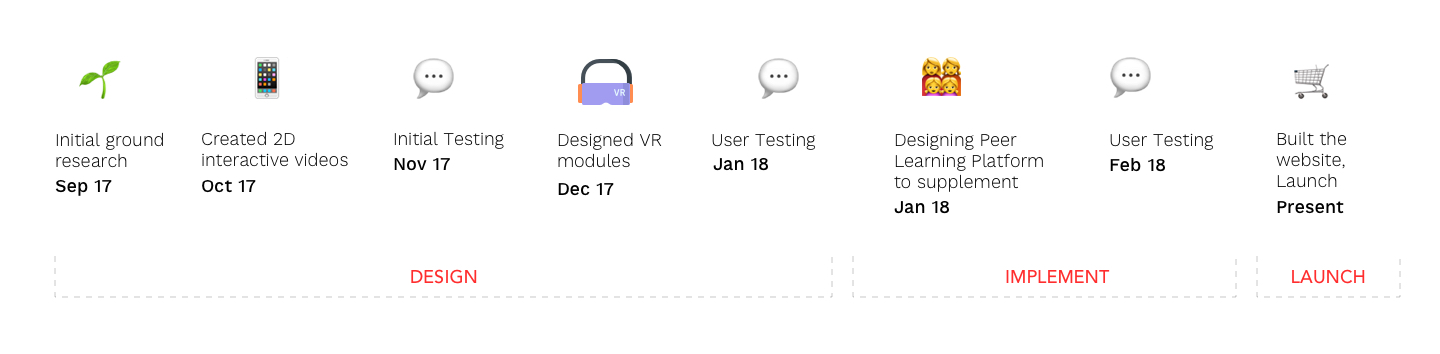 VR
Initial ground
research
Sep 17
Created 2D
interactive videos
Oct 17
Initial Testing
Nov 17
Designed VR
modules
Dec 17
User Testing
Jan 18
Designing Peer
Learning Platform
to supplement
Jan 18
User Testing
Feb 18
Built the
website,
Launch
Present
DESIGN
IMPLEMENT
LAUNCH